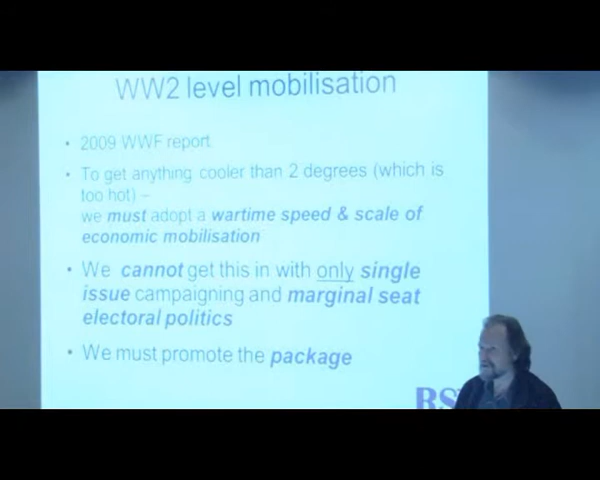 WW2 level mobilisation
• 2009 WWF report
• To get anything cooler than 2 degrees (which is
too hot) –
we must adopt a wartime speed & scale of
economic mobilisation
• We cannot get this in with only single
issue campaigning and marginal seat
electoral politics
• We must promote the package